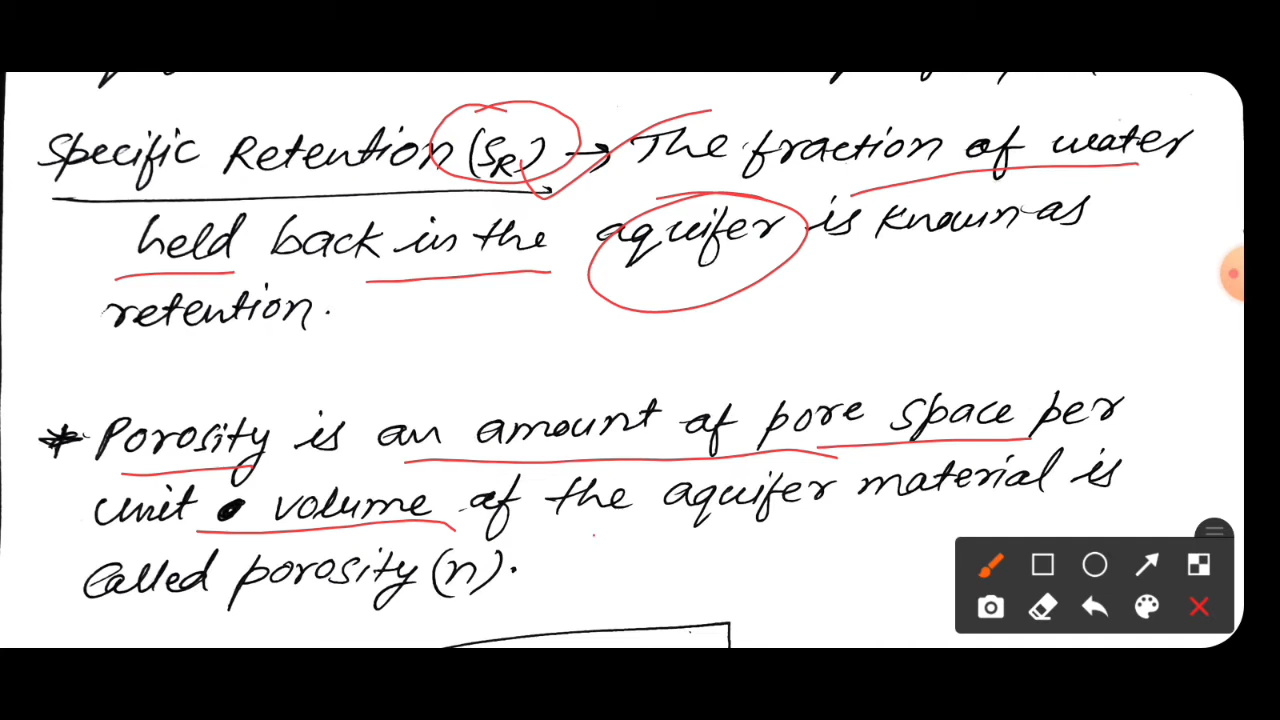 Specific Retention (SR) → The fraction of water
held back in the aquifer is known as
retention.
* Porosity is an amount of pore space per
unit volume of the aquifer material is
called porosity (n).